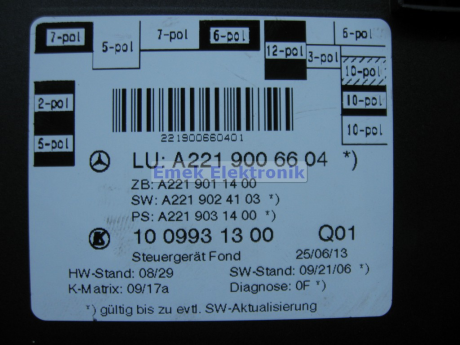 7-pol 5-pol 7-pol 6-pol 12-pol 3-pol 6-pol
10-pol
2-pol 10-pol
5-pol 10-pol
221900660401
LU: A221 900 66 04 *)
Emek Elektronik
ZB: A221 901 14 00
SW: A221 902 41 03 *)
PS: A221 903 14 00 *)
10 0993 13 00 Q01
Steuergerät Fond 25/06/13
HW-Stand: 08/29 SW-Stand: 09/21/06 *)
K-Matrix: 09/17a Diagnose: 0F *)
*) gültig bis zu evtl. SW-Aktualisierung